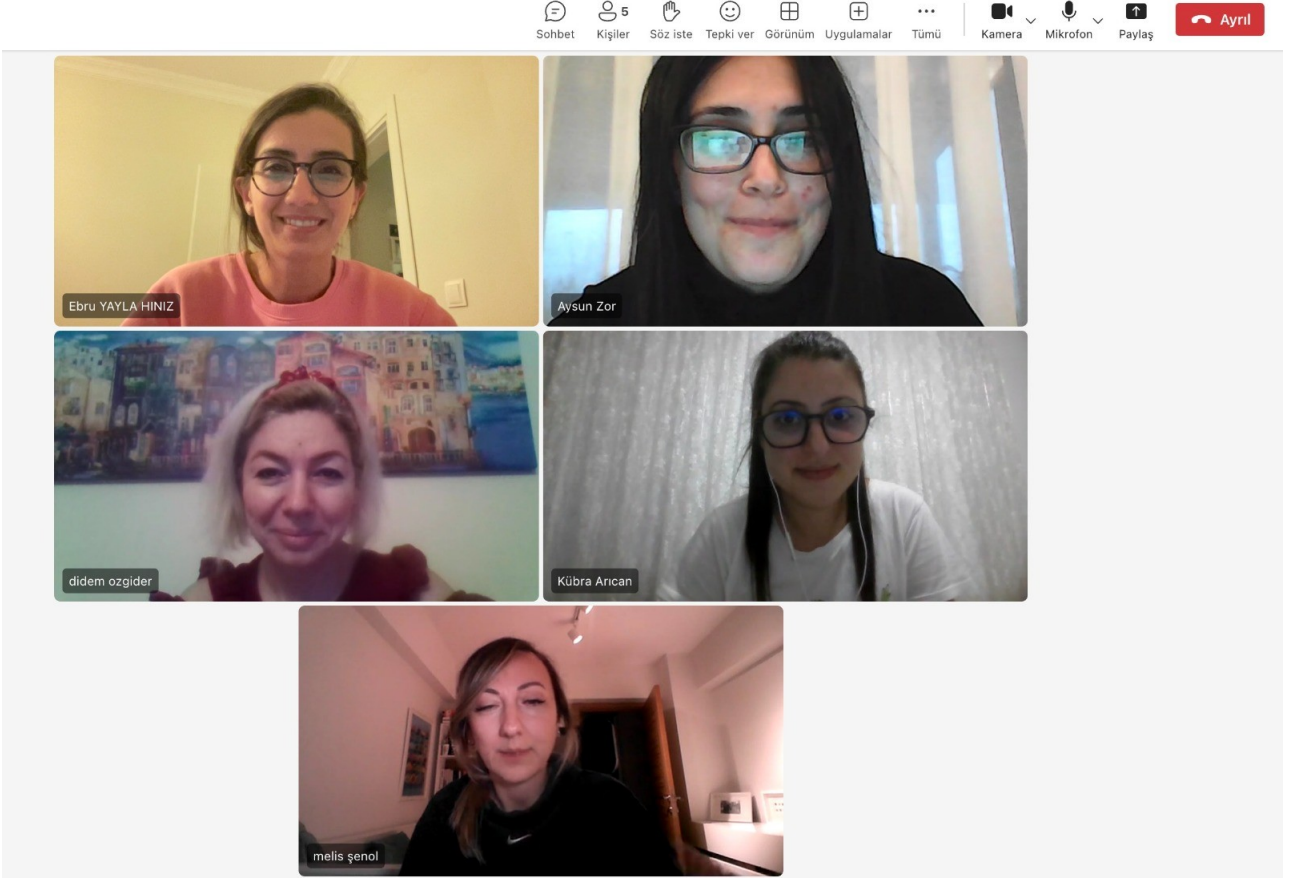 5
Sohbet Kişiler Söz iste Tepki ver Görünüm Uygulamalar Tümü Kamera Mikrofon Paylaş Ayrıl
Ebru YAYLA HINIZ
Aysun Zor
didem ozgider
Kübra Arıcan
melis şenol